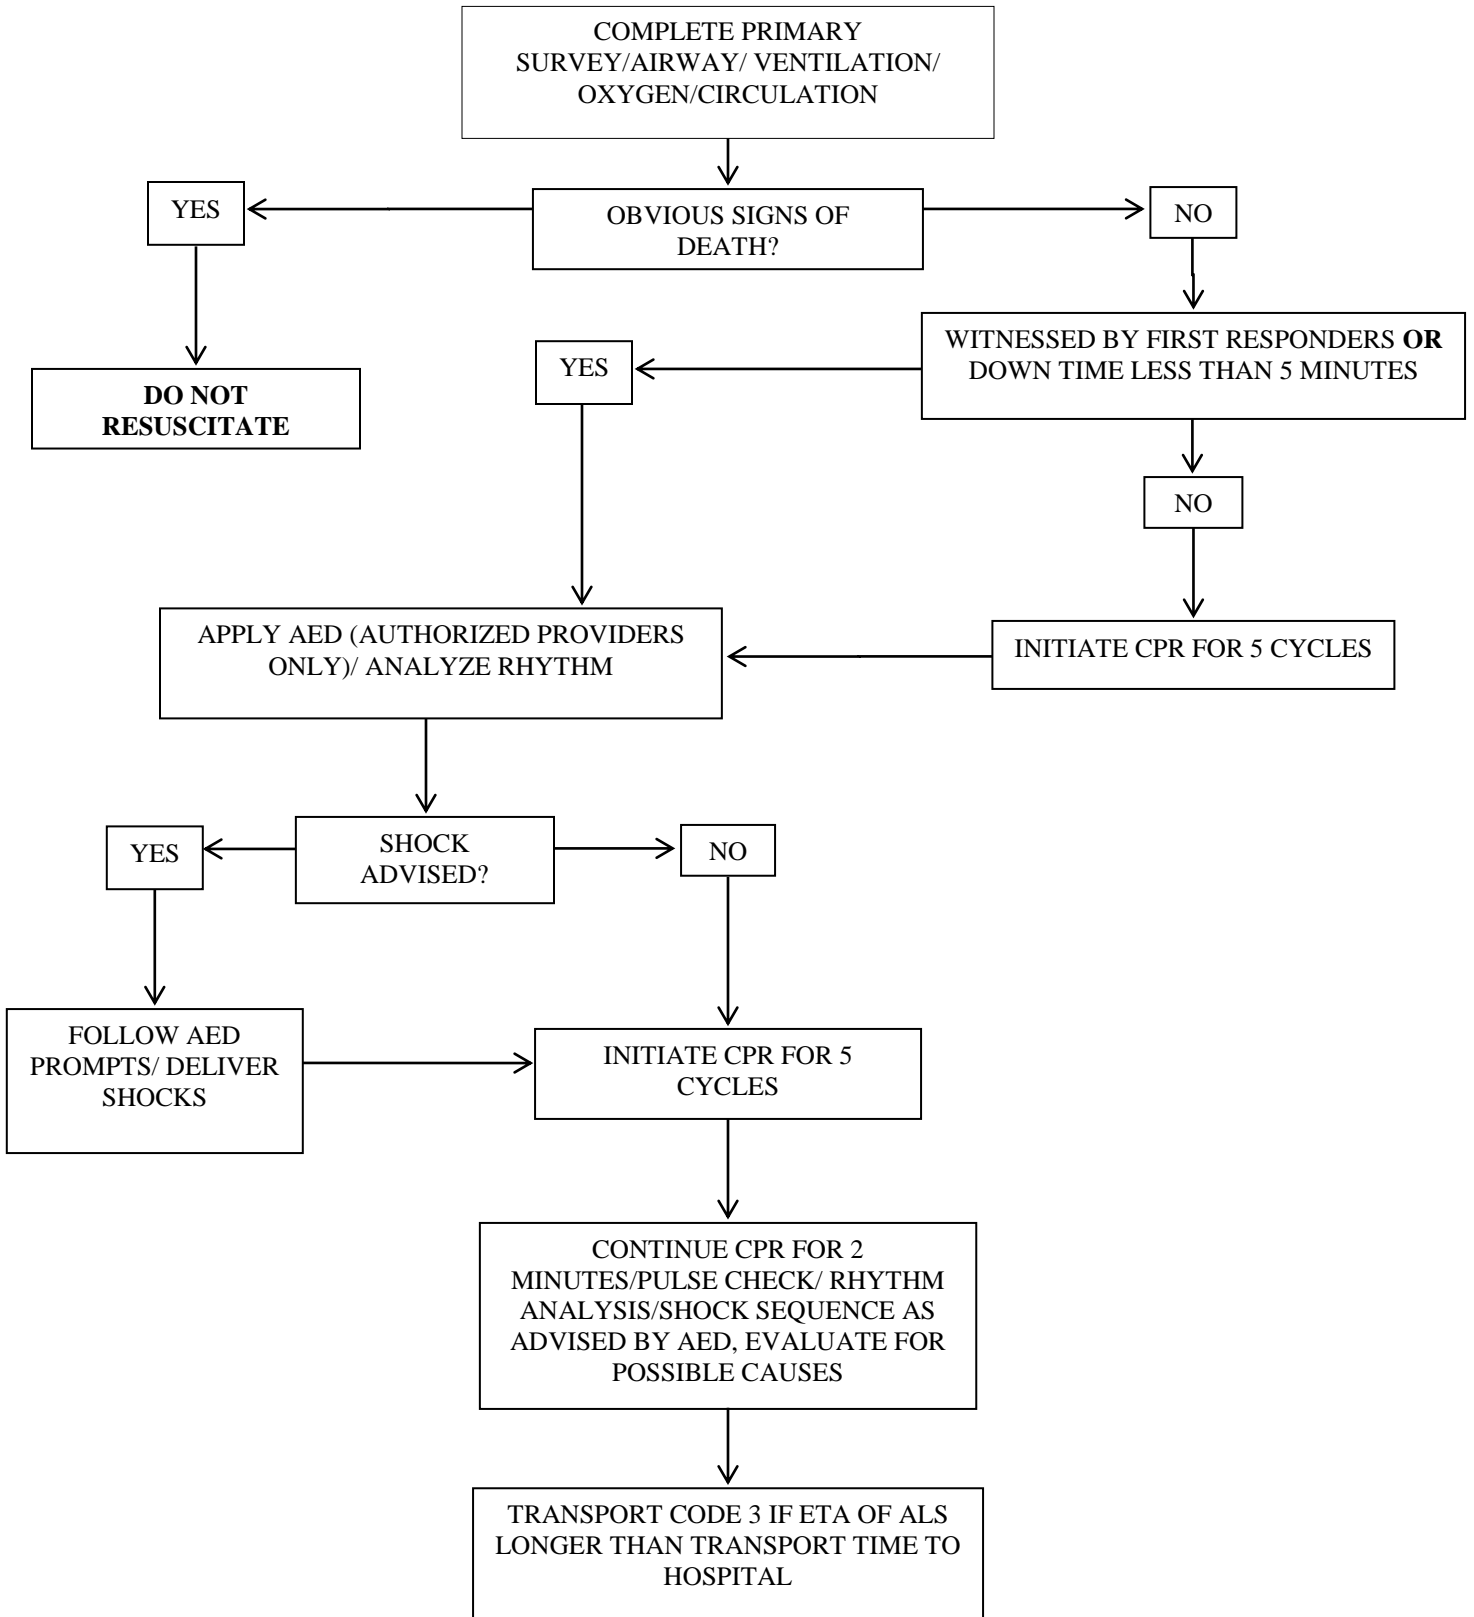 COMPLETE PRIMARY
SURVEY/AIRWAY/ VENTILATION/
OXYGEN/CIRCULATION
YES
OBVIOUS SIGNS OF
DEATH?
NO
DO NOT
RESUSCITATE
YES
WITNESSED BY FIRST RESPONDERS OR
DOWN TIME LESS THAN 5 MINUTES
NO
APPLY AED (AUTHORIZED PROVIDERS
ONLY)/ ANALYZE RHYTHM
INITIATE CPR FOR 5 CYCLES
YES
SHOCK
ADVISED?
NO
FOLLOW AED
PROMPTS/ DELIVER
SHOCKS
INITIATE CPR FOR 5
CYCLES
CONTINUE CPR FOR 2
MINUTES/PULSE CHECK/ RHYTHM
ANALYSIS/SHOCK SEQUENCE AS
ADVISED BY AED, EVALUATE FOR
POSSIBLE CAUSES
TRANSPORT CODE 3 IF ETA OF ALS
LONGER THAN TRANSPORT TIME TO
HOSPITAL